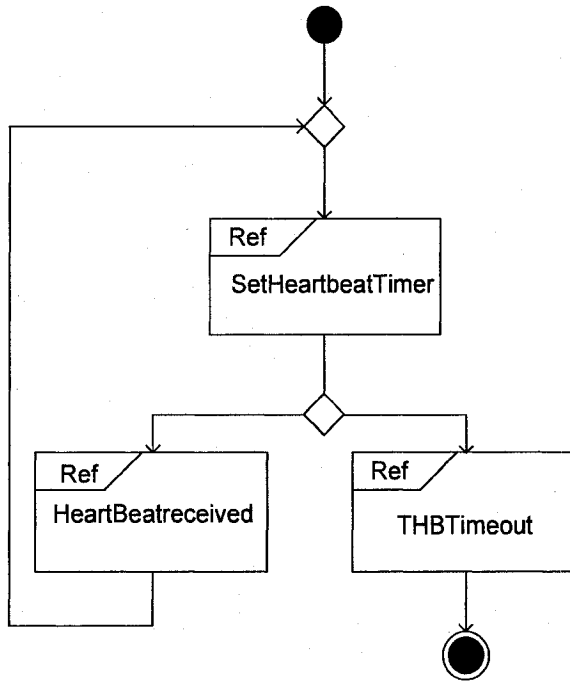 Ref
SetHeartbeatTimer
Ref
HeartBeatreceived
Ref
THBTimeout